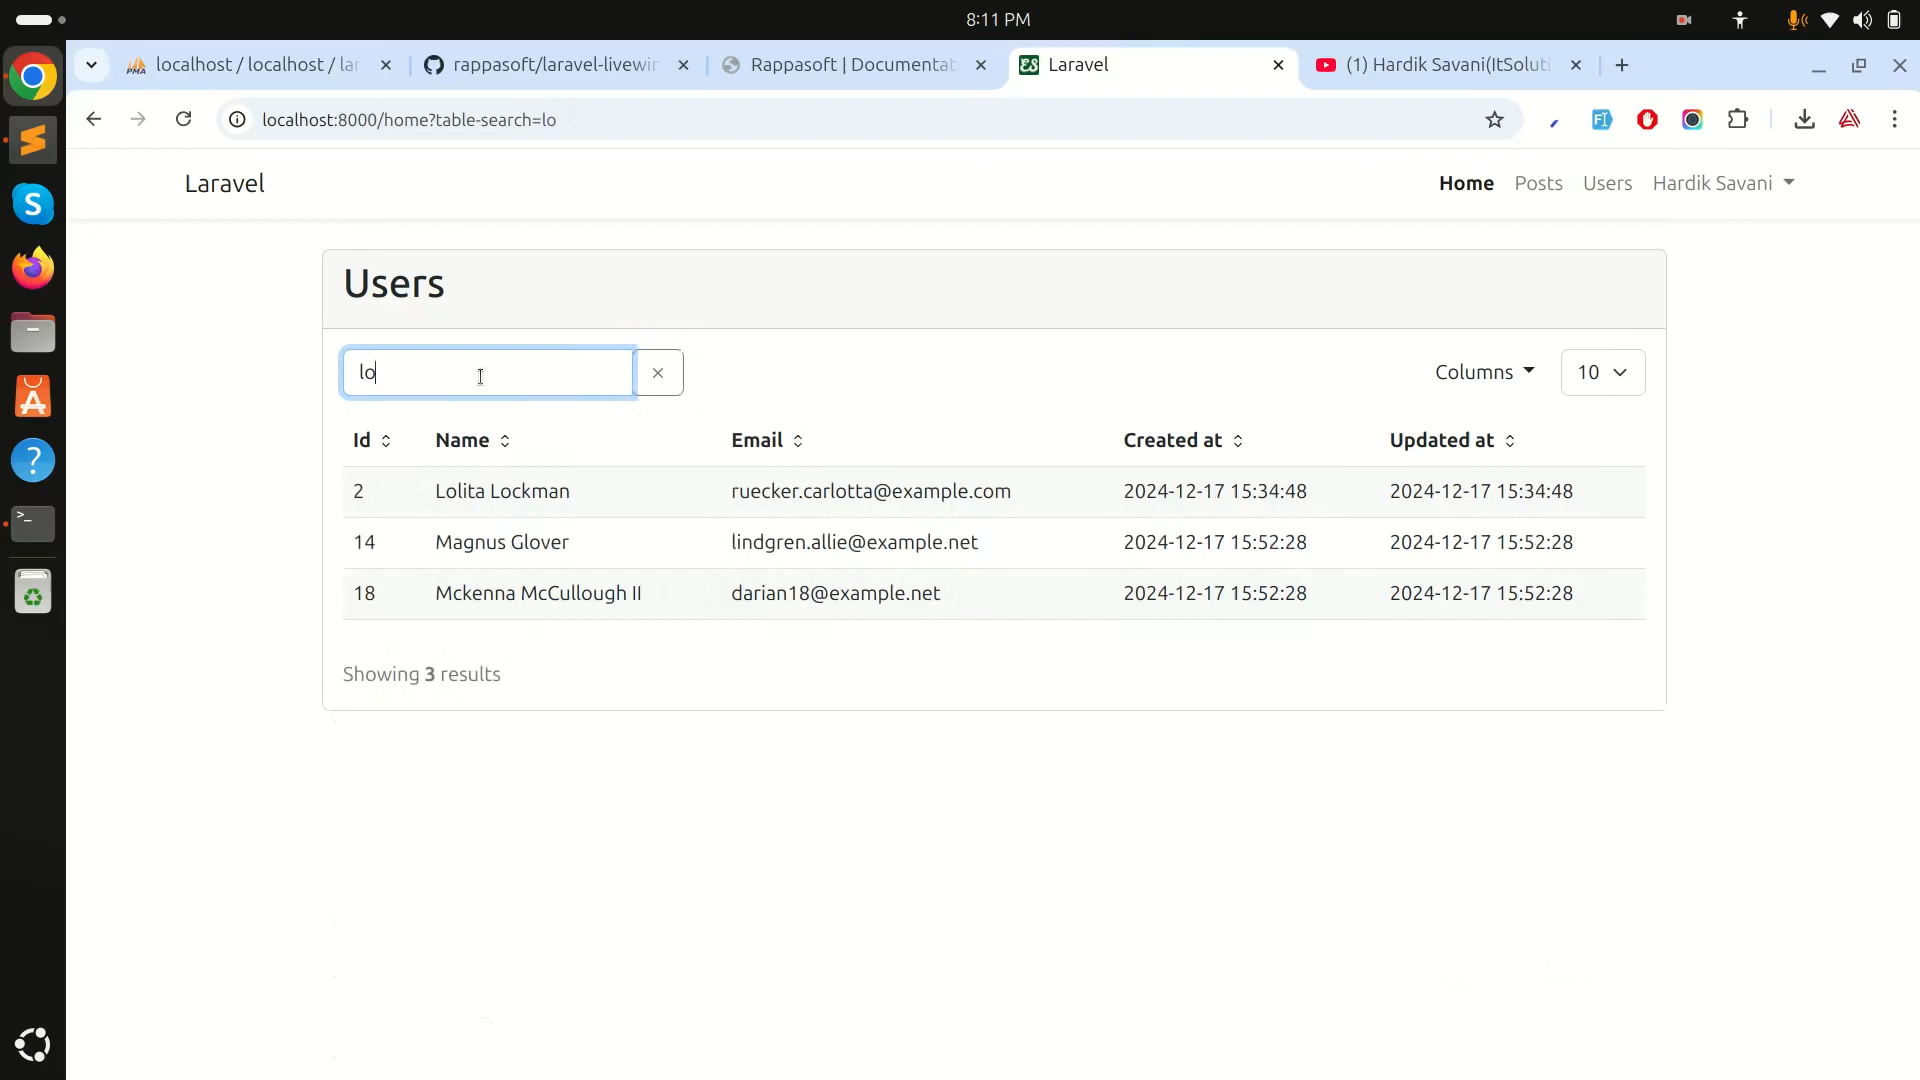 8:11 PM
localhost / localhost / lar
rappasoft/laravel-livewir
Rappasoft | Documentat
Laravel
(1) Hardik Savani(ItSoluti
localhost:8000/home?table-search=lo
Laravel
Home Posts Users Hardik Savani
Users
lo
Columns 10
Id Name Email Created at Updated at
2 Lolita Lockman ruecker.carlotta@example.com 2024-12-17 15:34:48 2024-12-17 15:34:48
14 Magnus Glover lindgren.allie@example.net 2024-12-17 15:52:28 2024-12-17 15:52:28
18 Mckenna McCullough II darian18@example.net 2024-12-17 15:52:28 2024-12-17 15:52:28
Showing 3 results